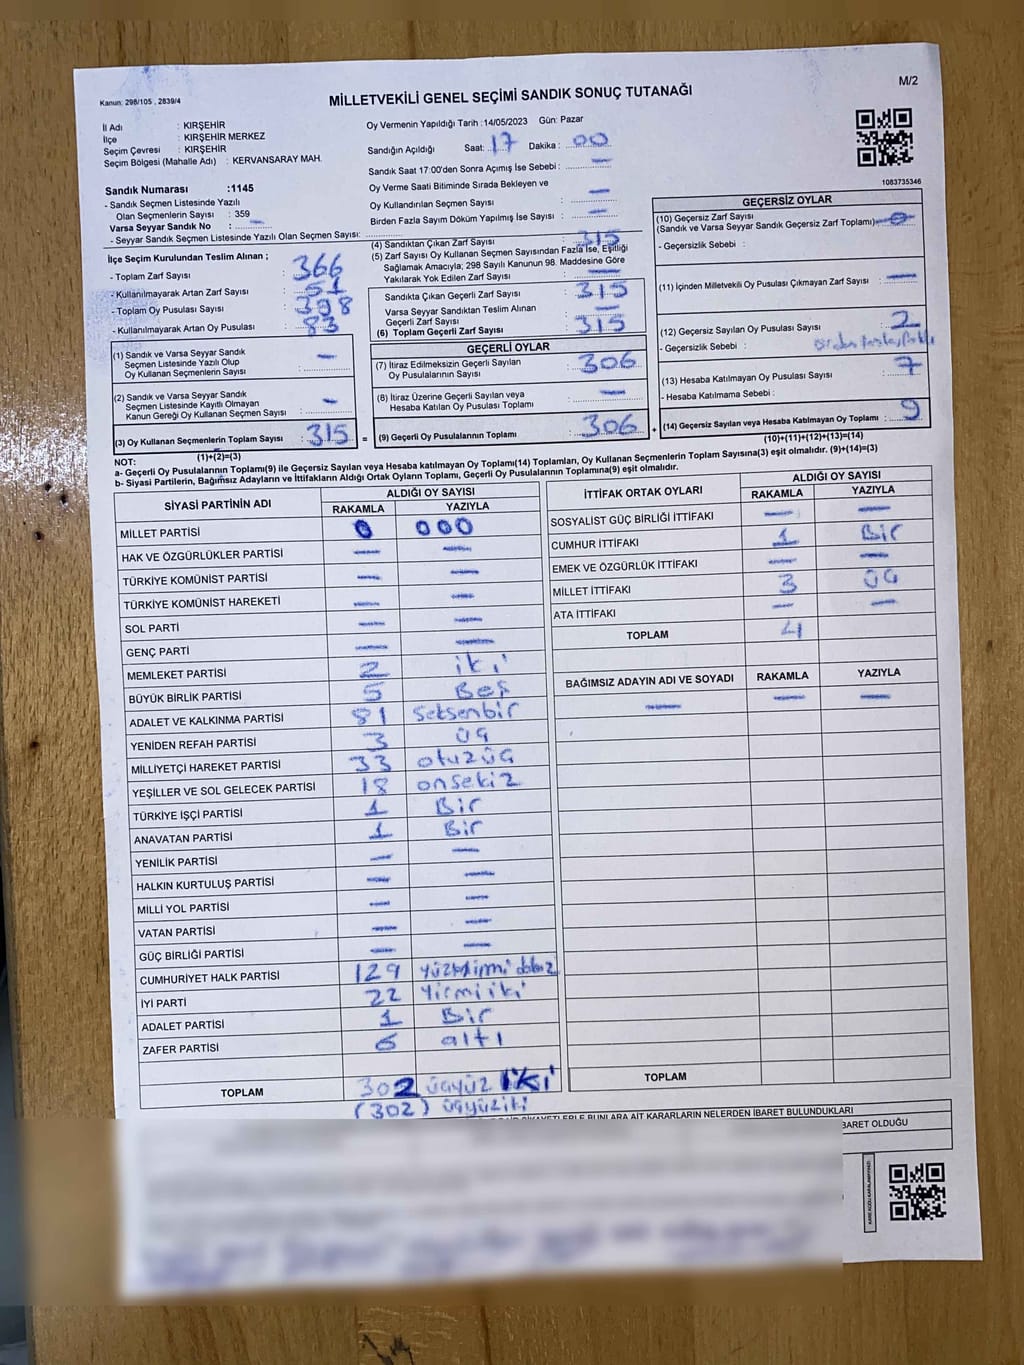 Kanun: 298/105 , 2839/4
MİLLETVEKİLİ GENEL SEÇİMİ SANDIK SONUÇ TUTANAĞI
M/2
İl Adı : KIRŞEHİR
İlçe : KIRŞEHİR MERKEZ
Seçim Çevresi : KIRŞEHİR
Seçim Bölgesi (Mahalle Adı) : KERVANSARAY MAH.
Oy Vermenin Yapıldığı Tarih :14/05/2023 Gün: Pazar
Sandığın Açıldığı Saat: 17 Dakika : 00
Sandık Saat 17:00'den Sonra Açımış İse Sebebi : —
Oy Verme Saati Bitiminde Sırada Bekleyen ve
Oy Kullandırılan Seçmen Sayısı : —
Birden Fazla Sayım Döküm Yapılmış İse Sayısı : —
1083735346
Sandık Numarası :1145
- Sandık Seçmen Listesinde Yazılı
Olan Seçmenlerin Sayısı : 359
Varsa Seyyar Sandık No : —
- Seyyar Sandık Seçmen Listesinde Yazılı Olan Seçmen Sayısı:
İlçe Seçim Kurulundan Teslim Alınan ;
- Toplam Zarf Sayısı : 366
- Kullanılmayarak Artan Zarf Sayısı : 51
- Toplam Oy Pusulası Sayısı : 398
- Kullanılmayarak Artan Oy Pusulası : 83
(1) Sandık ve Varsa Seyyar Sandık
Seçmen Listesinde Yazılı Olup
Oy Kullanan Seçmenlerin Sayısı : —
(2) Sandık ve Varsa Seyyar Sandık
Seçmen Listesinde Kayıtlı Olmayan
Kanun Gereği Oy Kullanan Seçmen Sayısı : —
(3) Oy Kullanan Seçmenlerin Toplam Sayısı : 315 =
(1)+(2)=(3)
(4) Sandıktan Çıkan Zarf Sayısı : 315
(5) Zarf Sayısı Oy Kullanan Seçmen Sayısından Fazla İse, Eşitliği
Sağlamak Amacıyla; 298 Sayılı Kanunun 98. Maddesine Göre
Yakılarak Yok Edilen Zarf Sayısı : —
Sandıkta Çıkan Geçerli Zarf Sayısı : 315
Varsa Seyyar Sandıktan Teslim Alınan
Geçerli Zarf Sayısı : —
(6) Toplam Geçerli Zarf Sayısı : 315
GEÇERLİ OYLAR
(7) İtiraz Edilmeksizin Geçerli Sayılan
Oy Pusulalarının Sayısı : 306
(8) İtiraz Üzerine Geçerli Sayılan veya
Hesaba Katılan Oy Pusulası Toplamı : —
(9) Geçerli Oy Pusulalarının Toplamı : 306 +
GEÇERSİZ OYLAR
(10) Geçersiz Zarf Sayısı
(Sandık ve Varsa Seyyar Sandık Geçersiz Zarf Toplamı) 0
- Geçersizlik Sebebi :
(11) İçinden Milletvekili Oy Pusulası Çıkmayan Zarf Sayısı —
(12) Geçersiz Sayılan Oy Pusulası Sayısı : 2
- Geçersizlik Sebebi : Birden fazla
(13) Hesaba Katılmayan Oy Pusulası Sayısı : 7
- Hesaba Katılmama Sebebi :
(14) Geçersiz Sayılan veya Hesaba Katılmayan Oy Toplamı : 9
(10)+(11)+(12)+(13)=(14)
NOT:
a- Geçerli Oy Pusulalarının Toplamı(9) ile Geçersiz Sayılan veya Hesaba katılmayan Oy Toplamı(14) Toplamları, Oy Kullanan Seçmenlerin Toplam Sayısına(3) eşit olmalıdır. (9)+(14)=(3)
b- Siyasi Partilerin, Bağımsız Adayların ve İttifakların Aldığı Ortak Oyların Toplamı, Geçerli Oy Pusulalarının Toplamına(9) eşit olmalıdır.
SİYASİ PARTİNİN ADI ALDIĞI OY SAYISI
RAKAMLA YAZIYLA
MİLLET PARTİSİ 0 000
HAK VE ÖZGÜRLÜKLER PARTİSİ — —
TÜRKİYE KOMÜNİST PARTİSİ — —
TÜRKİYE KOMÜNİST HAREKETİ — —
SOL PARTİ — —
GENÇ PARTİ — —
MEMLEKET PARTİSİ 2 iki
BÜYÜK BİRLİK PARTİSİ 5 Beş
ADALET VE KALKINMA PARTİSİ 81 seksenbir
YENİDEN REFAH PARTİSİ 3 üç
MİLLİYETÇİ HAREKET PARTİSİ 33 otuzüç
YEŞİLLER VE SOL GELECEK PARTİSİ 18 onsekiz
TÜRKİYE İŞÇİ PARTİSİ 1 Bir
ANAVATAN PARTİSİ 1 Bir
YENİLİK PARTİSİ — —
HALKIN KURTULUŞ PARTİSİ — —
MİLLİ YOL PARTİSİ — —
VATAN PARTİSİ — —
GÜÇ BİRLİĞİ PARTİSİ — —
CUMHURİYET HALK PARTİSİ 129 yüzyirmi dokuz
İYİ PARTİ 22 Yirmiiki
ADALET PARTİSİ 1 Bir
ZAFER PARTİSİ 6 altı
TOPLAM 302 üçyüz iki
(302) üçyüziki
İTTİFAK ORTAK OYLARI ALDIĞI OY SAYISI
RAKAMLA YAZIYLA
SOSYALİST GÜÇ BİRLİĞİ İTTİFAKI — —
CUMHUR İTTİFAKI 1 Bir
EMEK VE ÖZGÜRLÜK İTTİFAKI — —
MİLLET İTTİFAKI 3 üç
ATA İTTİFAKI — —
TOPLAM 4
BAĞIMSIZ ADAYIN ADI VE SOYADI RAKAMLA YAZIYLA
— — —
TOPLAM
BUNLARA AİT KARARLARIN NELERDEN İBARET BULUNDUKLARI
İBARET OLDUĞU